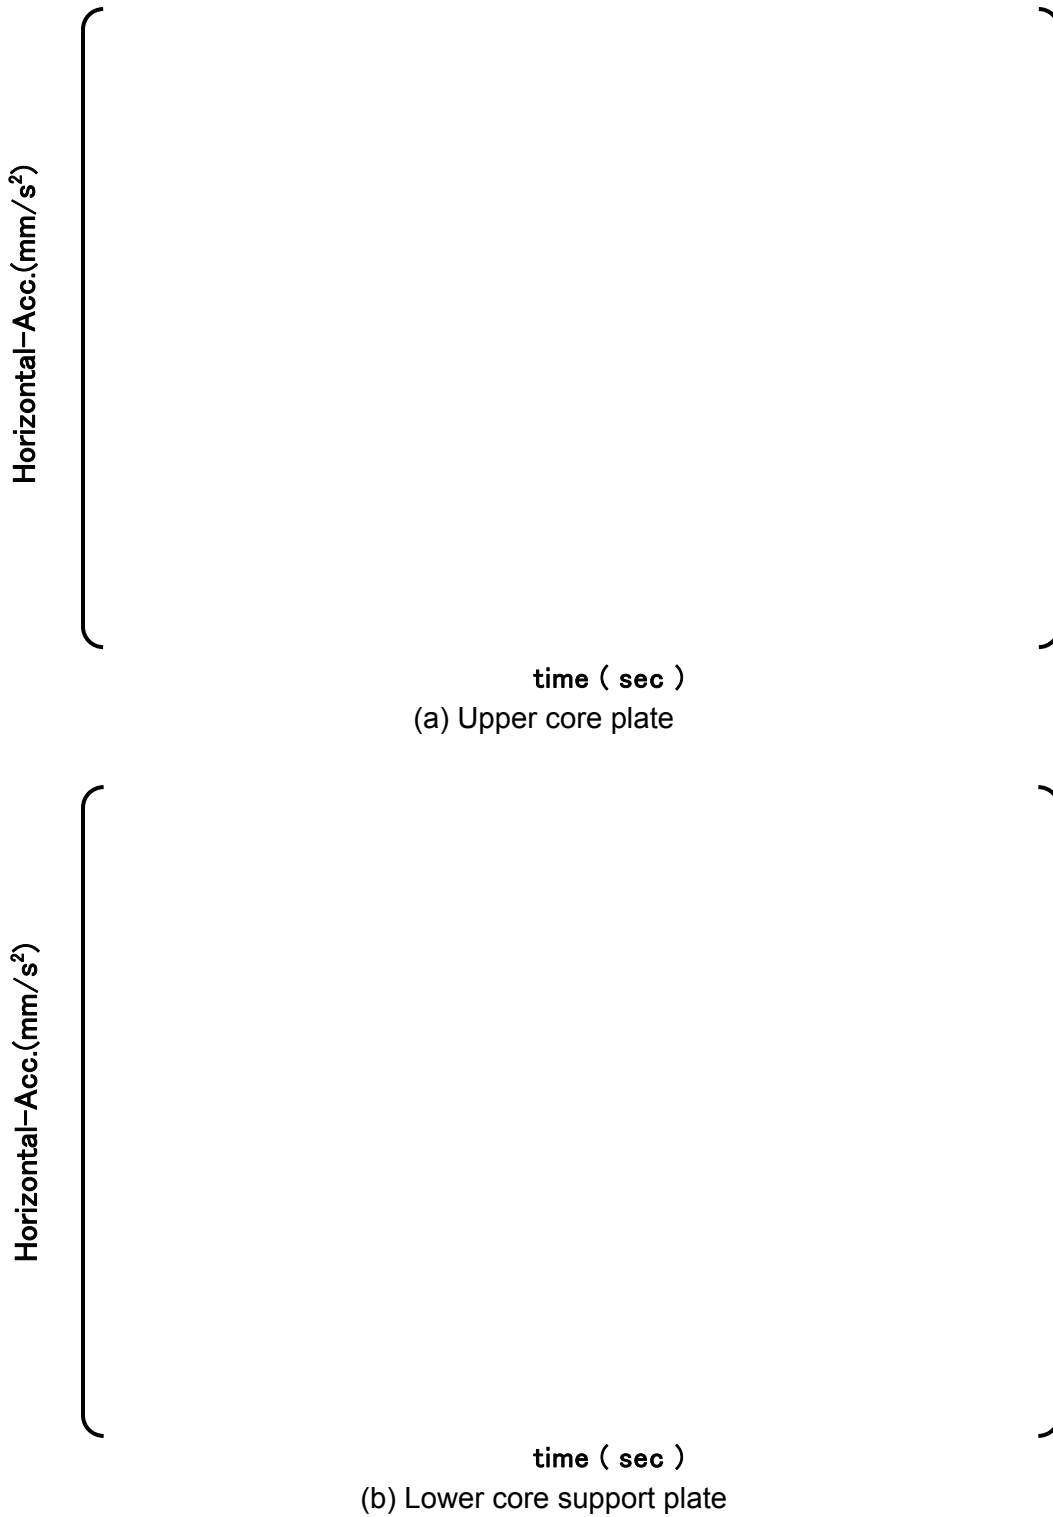 Horizontal-Acc.(mm/s²)
time ( sec )
(a) Upper core plate
Horizontal-Acc.(mm/s²)
time ( sec )
(b) Lower core support plate